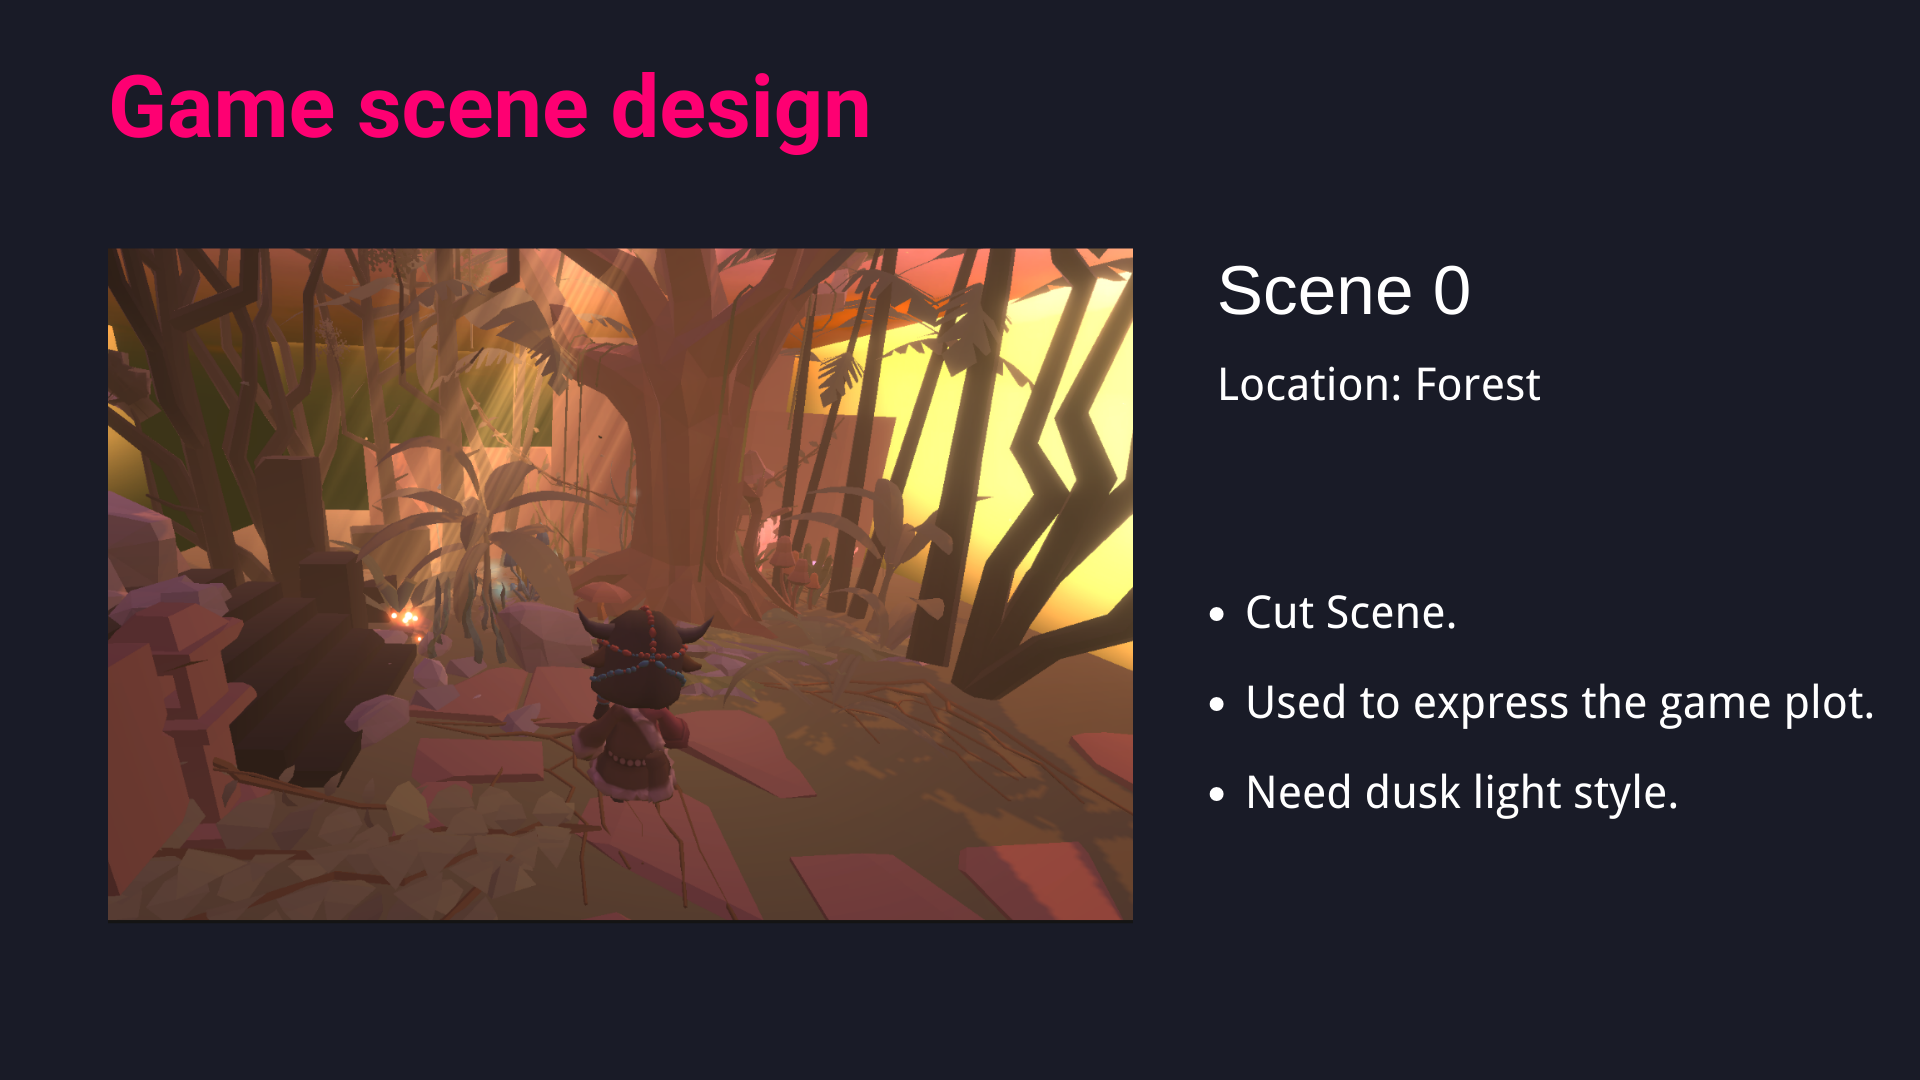 Game scene design
Scene 0
Location: Forest
• Cut Scene.
• Used to express the game plot.
• Need dusk light style.